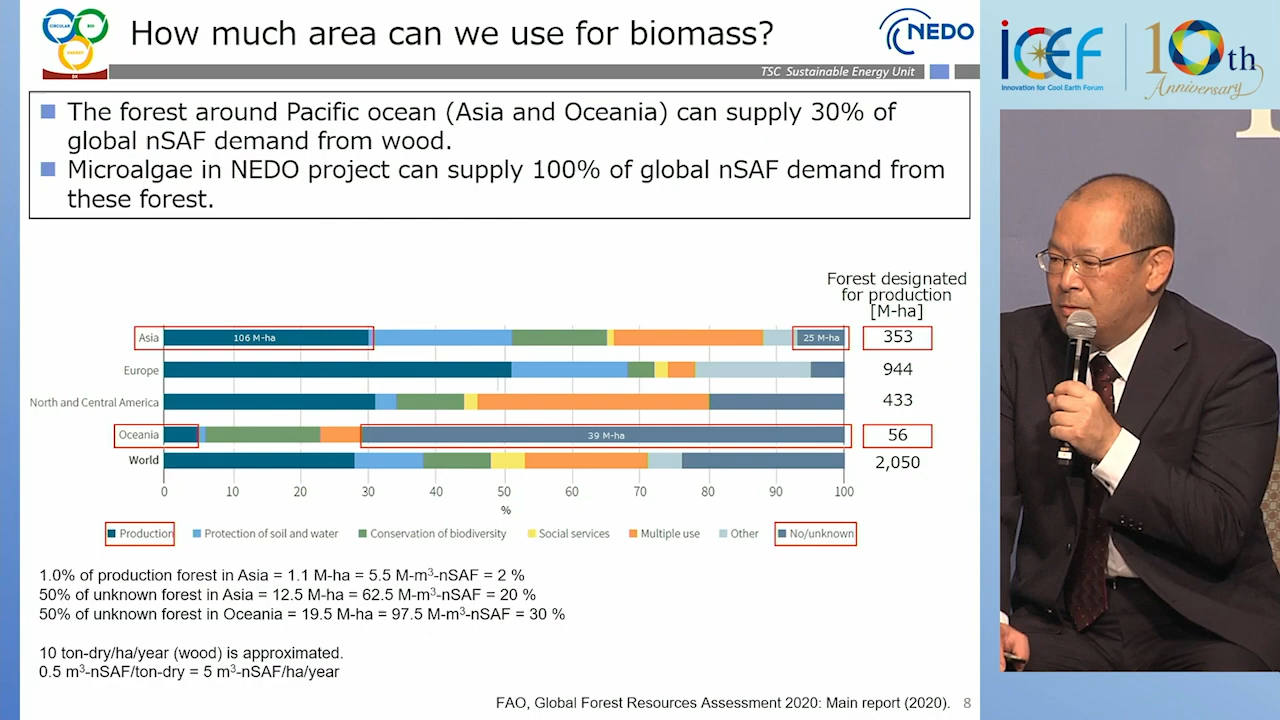 CIRCULAR
BIO
ENERGY
How much area can we use for biomass?
NEDO
TSC Sustainable Energy Unit
The forest around Pacific ocean (Asia and Oceania) can supply 30% of
global nSAF demand from wood.
Microalgae in NEDO project can supply 100% of global nSAF demand from
these forest.
Forest designated
for production
[M-ha]
Asia 106 M-ha 25 M-ha 353
Europe 944
North and Central America 433
Oceania 39 M-ha 56
World 2,050
0 10 20 30 40 50 60 70 80 90 100
%
Production Protection of soil and water Conservation of biodiversity Social services Multiple use Other No/unknown
1.0% of production forest in Asia = 1.1 M-ha = 5.5 M-m³-nSAF = 2 %
50% of unknown forest in Asia = 12.5 M-ha = 62.5 M-m³-nSAF = 20 %
50% of unknown forest in Oceania = 19.5 M-ha = 97.5 M-m³-nSAF = 30 %
10 ton-dry/ha/year (wood) is approximated.
0.5 m³-nSAF/ton-dry = 5 m³-nSAF/ha/year
FAO, Global Forest Resources Assessment 2020: Main report (2020). 8
iCEF
Innovation for Cool Earth Forum
10th
Anniversary